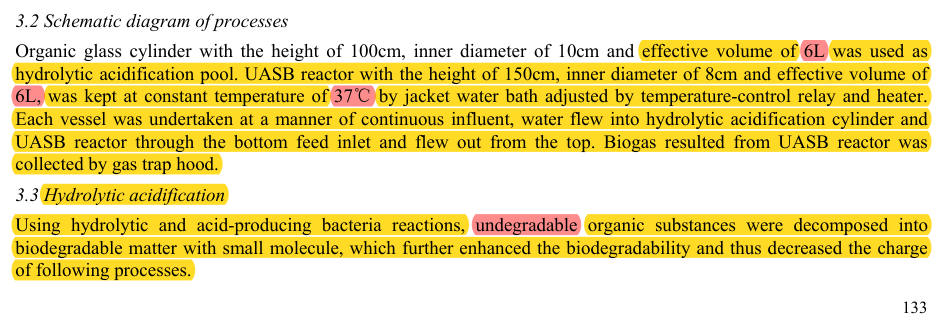 3.2 Schematic diagram of processes
Organic glass cylinder with the height of 100cm, inner diameter of 10cm and effective volume of 6L was used as
hydrolytic acidification pool. UASB reactor with the height of 150cm, inner diameter of 8cm and effective volume of
6L, was kept at constant temperature of 37℃ by jacket water bath adjusted by temperature-control relay and heater.
Each vessel was undertaken at a manner of continuous influent, water flew into hydrolytic acidification cylinder and
UASB reactor through the bottom feed inlet and flew out from the top. Biogas resulted from UASB reactor was
collected by gas trap hood.
3.3 Hydrolytic acidification
Using hydrolytic and acid-producing bacteria reactions, undegradable organic substances were decomposed into
biodegradable matter with small molecule, which further enhanced the biodegradability and thus decreased the charge
of following processes.
133